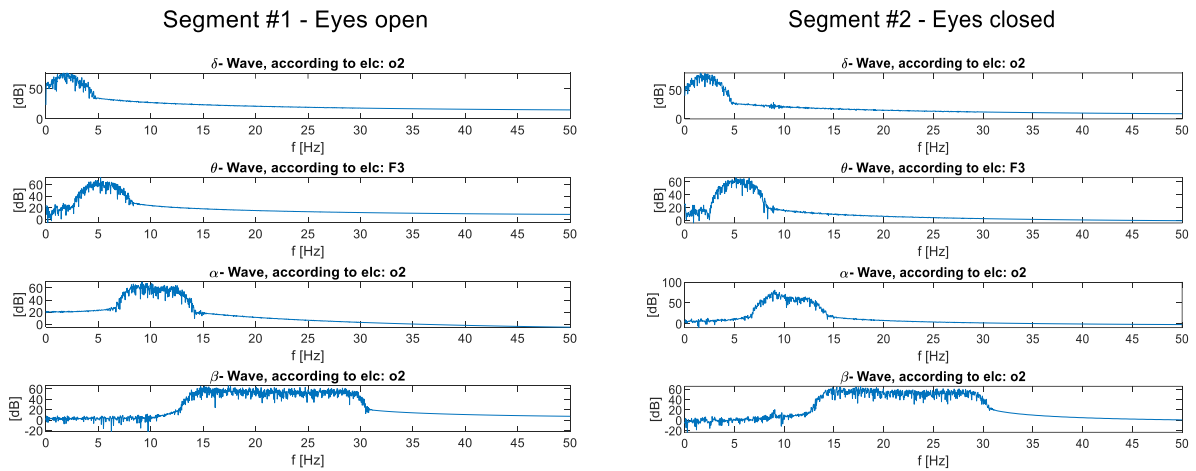 Segment #1 - Eyes open
δ- Wave, according to elc: o2
[dB]
50
0
0 5 10 15 20 25 30 35 40 45 50
f [Hz]
θ- Wave, according to elc: F3
[dB]
60
40
20
0
0 5 10 15 20 25 30 35 40 45 50
f [Hz]
α- Wave, according to elc: o2
[dB]
60
40
20
0
0 5 10 15 20 25 30 35 40 45 50
f [Hz]
β- Wave, according to elc: o2
[dB]
60
40
20
0
-20
0 5 10 15 20 25 30 35 40 45 50
f [Hz]
Segment #2 - Eyes closed
δ- Wave, according to elc: o2
[dB]
50
0
0 5 10 15 20 25 30 35 40 45 50
f [Hz]
θ- Wave, according to elc: F3
[dB]
60
40
20
0
0 5 10 15 20 25 30 35 40 45 50
f [Hz]
α- Wave, according to elc: o2
[dB]
100
50
0
0 5 10 15 20 25 30 35 40 45 50
f [Hz]
β- Wave, according to elc: o2
[dB]
60
40
20
0
-20
0 5 10 15 20 25 30 35 40 45 50
f [Hz]